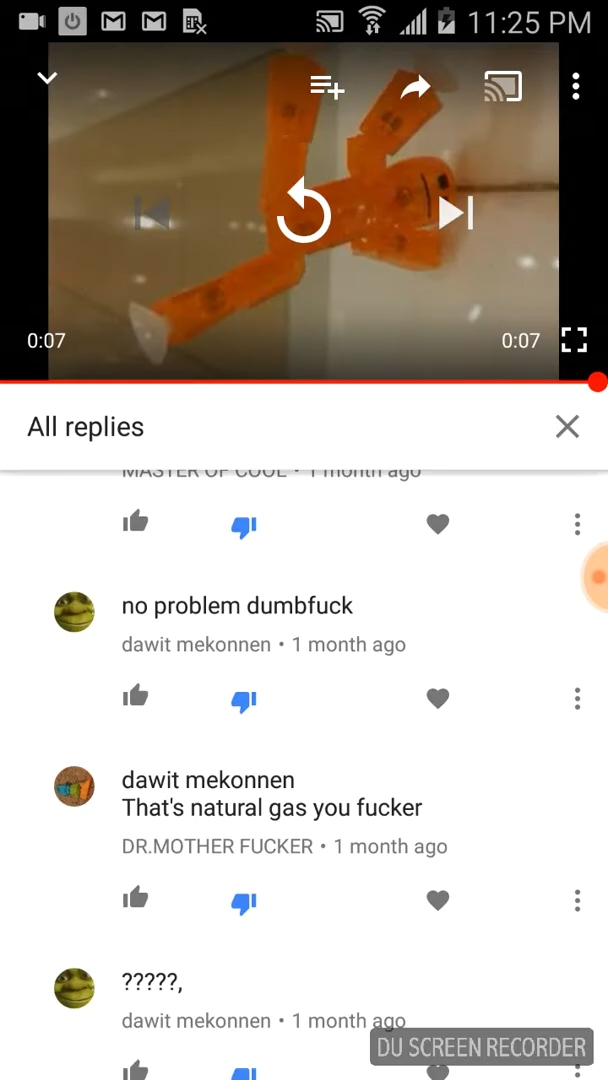 11:25 PM
0:07
0:07
All replies
MASTER OF COOL • 1 month ago
no problem dumbfuck
dawit mekonnen • 1 month ago
dawit mekonnen
That's natural gas you fucker
DR.MOTHER FUCKER • 1 month ago
?????,
dawit mekonnen • 1 month ago
DU SCREEN RECORDER